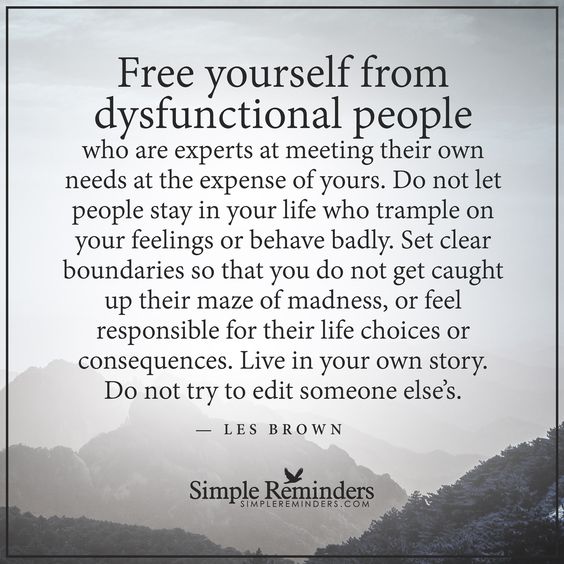 Free yourself from
dysfunctional people
who are experts at meeting their own
needs at the expense of yours. Do not let
people stay in your life who trample on
your feelings or behave badly. Set clear
boundaries so that you do not get caught
up their maze of madness, or feel
responsible for their life choices or
consequences. Live in your own story.
Do not try to edit someone else’s.
— LES BROWN
Simple Reminders
SIMPLEREMINDERS.COM